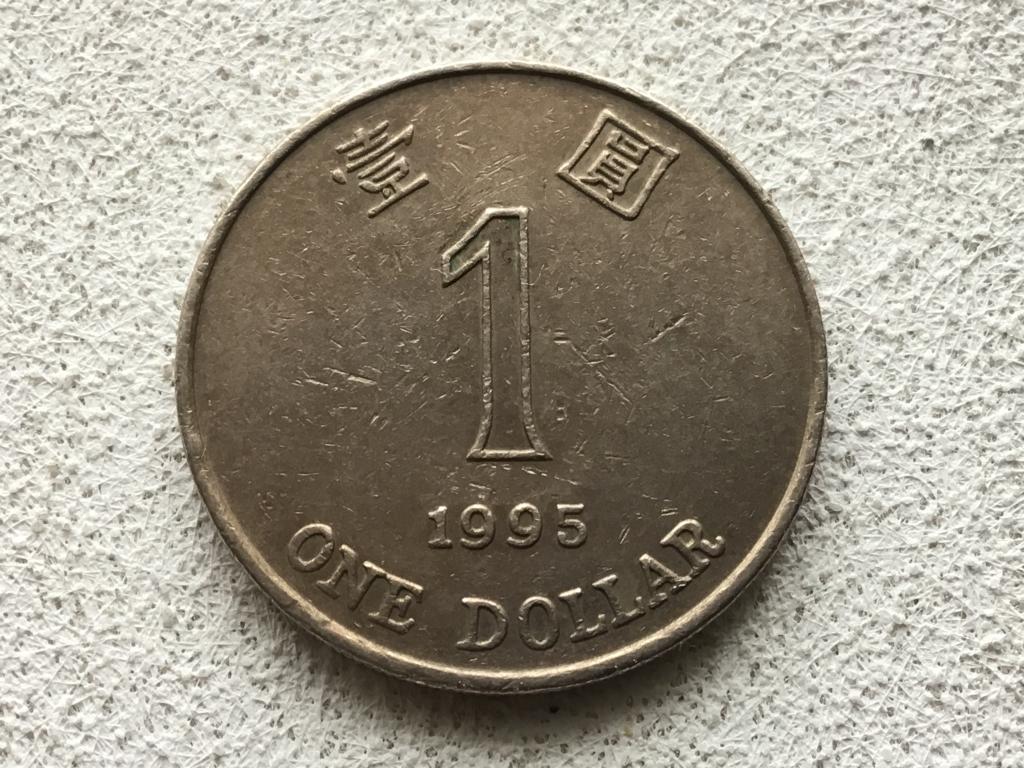 壹 圓
1
1995
ONE DOLLAR